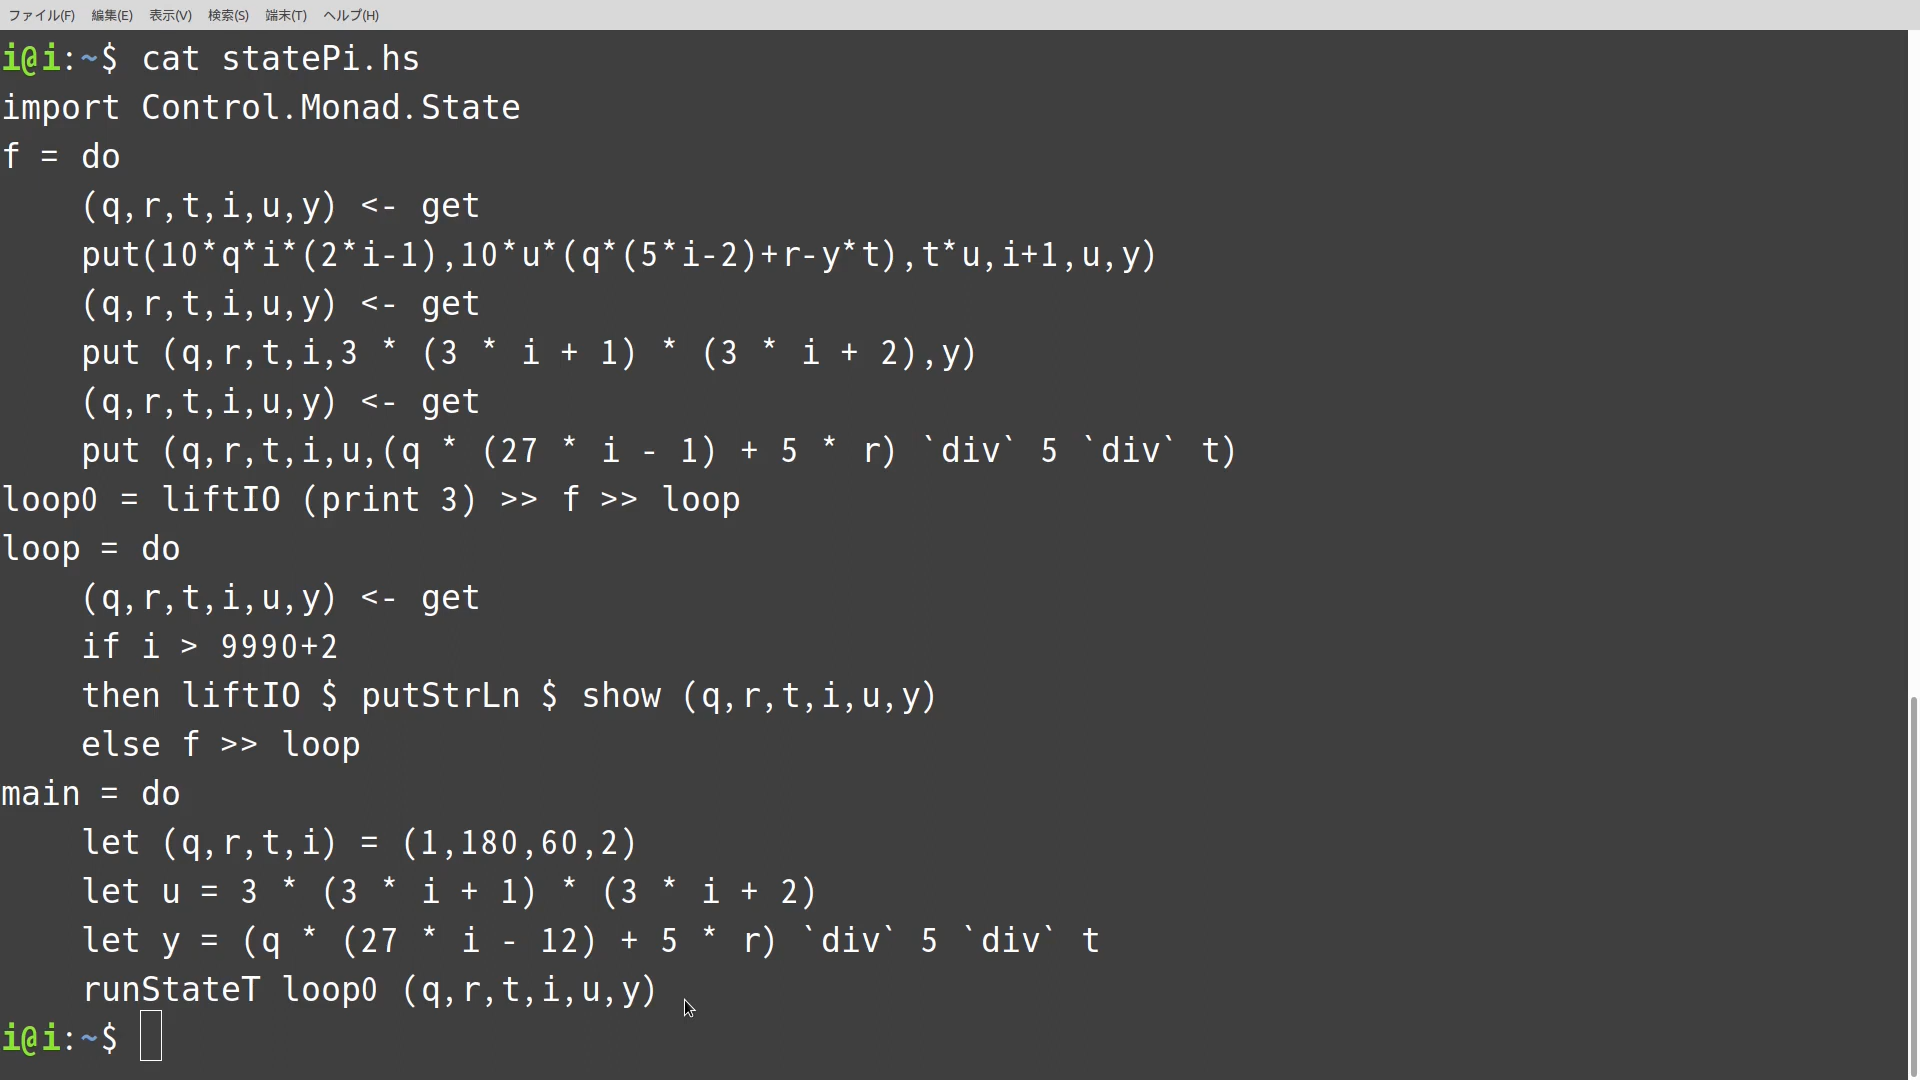 ファイル(F) 編集(E) 表示(V) 検索(S) 端末(T) ヘルプ(H)
i@i:~$ cat statePi.hs
import Control.Monad.State
f = do
    (q,r,t,i,u,y) <- get
    put(10*q*i*(2*i-1),10*u*(q*(5*i-2)+r-y*t),t*u,i+1,u,y)
    (q,r,t,i,u,y) <- get
    put (q,r,t,i,3 * (3 * i + 1) * (3 * i + 2),y)
    (q,r,t,i,u,y) <- get
    put (q,r,t,i,u,(q * (27 * i - 1) + 5 * r) `div` 5 `div` t)
loop0 = liftIO (print 3) >> f >> loop
loop = do
    (q,r,t,i,u,y) <- get
    if i > 9990+2
    then liftIO $ putStrLn $ show (q,r,t,i,u,y)
    else f >> loop
main = do
    let (q,r,t,i) = (1,180,60,2)
    let u = 3 * (3 * i + 1) * (3 * i + 2)
    let y = (q * (27 * i - 12) + 5 * r) `div` 5 `div` t
    runStateT loop0 (q,r,t,i,u,y)
i@i:~$